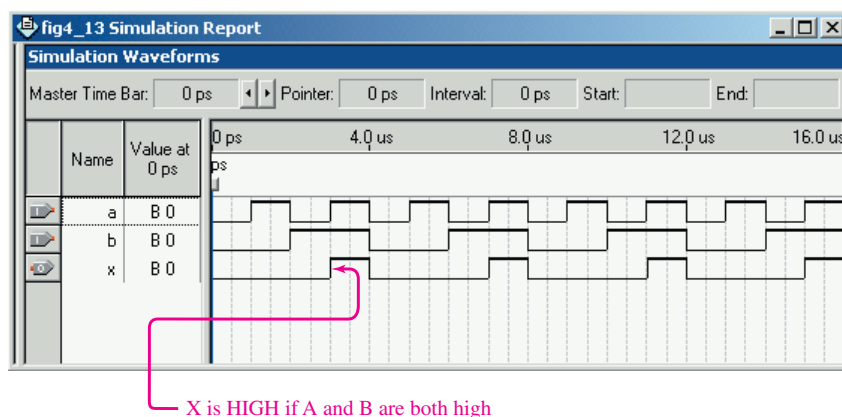 fig4_13 Simulation Report
Simulation Waveforms
Master Time Bar: 0 ps Pointer: 0 ps Interval: 0 ps Start: End:
Name Value at 0 ps
0 ps 4.0 us 8.0 us 12.0 us 16.0 us
ps
a B 0
b B 0
x B 0
X is HIGH if A and B are both high